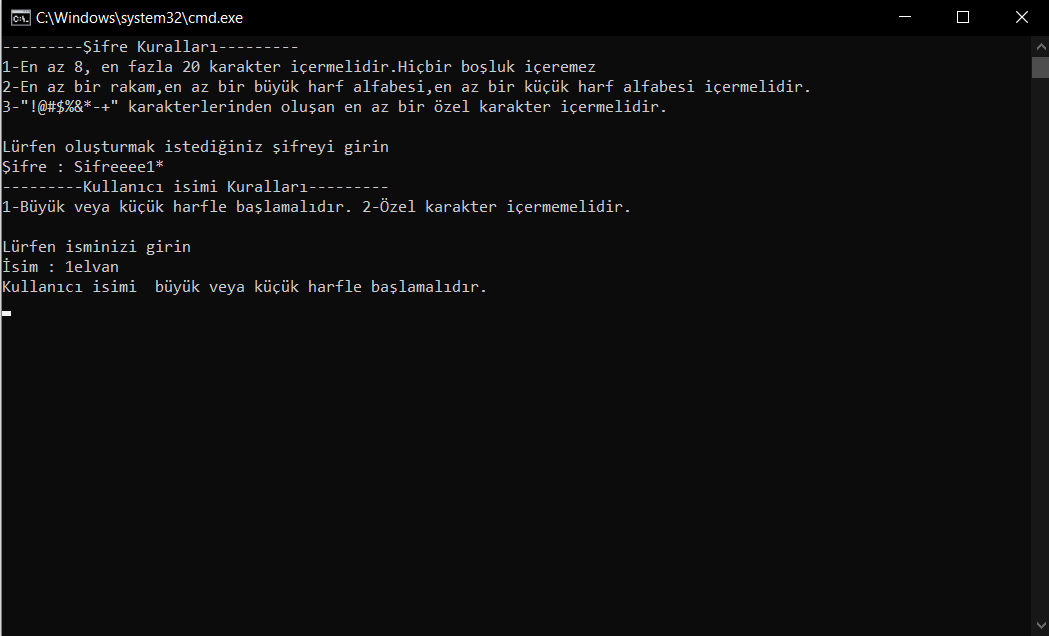 C:\Windows\system32\cmd.exe
---------Şifre Kuralları---------
1-En az 8, en fazla 20 karakter içermelidir.Hiçbir boşluk içeremez
2-En az bir rakam,en az bir büyük harf alfabesi,en az bir küçük harf alfabesi içermelidir.
3-"!@#$%&*-+" karakterlerinden oluşan en az bir özel karakter içermelidir.
Lürfen oluşturmak istediğiniz şifreyi girin
Şifre : Sifreeee1*
---------Kullanıcı isimi Kuralları---------
1-Büyük veya küçük harfle başlamalıdır. 2-Özel karakter içermemelidir.
Lürfen isminizi girin
İsim : 1elvan
Kullanıcı isimi  büyük veya küçük harfle başlamalıdır.